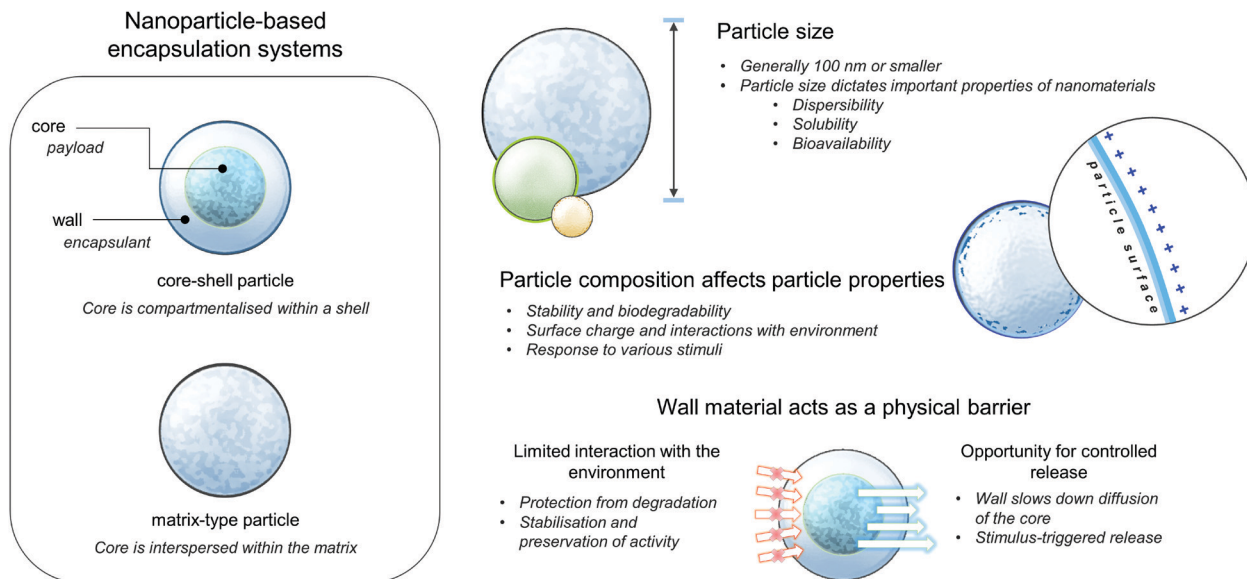 Nanoparticle-based
encapsulation systems
core
payload
wall
encapsulant
core-shell particle
Core is compartmentalised within a shell
matrix-type particle
Core is interspersed within the matrix
Particle size
• Generally 100 nm or smaller
• Particle size dictates important properties of nanomaterials
• Dispersibility
• Solubility
• Bioavailability
particle surface
+ + + + + + + + + +
Particle composition affects particle properties
• Stability and biodegradability
• Surface charge and interactions with environment
• Response to various stimuli
Wall material acts as a physical barrier
Limited interaction with the
environment
• Protection from degradation
• Stabilisation and
preservation of activity
Opportunity for controlled
release
• Wall slows down diffusion
of the core
• Stimulus-triggered release